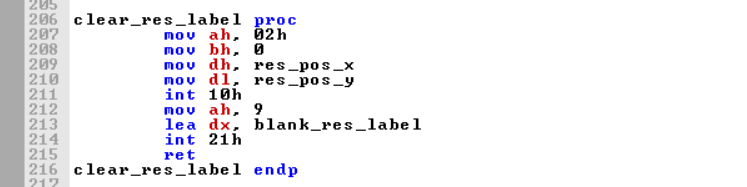 205
206 clear_res_label proc
207 mov ah, 02h
208 mov bh, 0
209 mov dh, res_pos_x
210 mov dl, res_pos_y
211 int 10h
212 mov ah, 9
213 lea dx, blank_res_label
214 int 21h
215 ret
216 clear_res_label endp
217